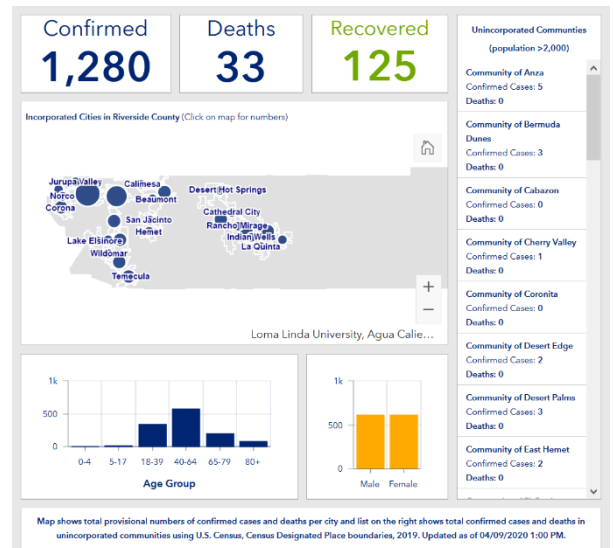 Confirmed
1,280
Deaths
33
Recovered
125
Incorporated Cities in Riverside County (Click on map for numbers)
Jurupa Valley
Norco
Corona
Calimesa
Beaumont
San Jacinto
Hemet
Lake Elsinore
Wildomar
Temecula
Desert Hot Springs
Cathedral City
Rancho Mirage
Indian Wells
La Quinta
+
−
Loma Linda University, Agua Calie...
1k
500
0
0-4 5-17 18-39 40-64 65-79 80+
Age Group
1k
500
0
Male Female
Unincorporated Communties
(population >2,000)
Community of Anza
Confirmed Cases: 5
Deaths: 0
Community of Bermuda
Dunes
Confirmed Cases: 3
Deaths: 0
Community of Cabazon
Confirmed Cases: 0
Deaths: 0
Community of Cherry Valley
Confirmed Cases: 1
Deaths: 0
Community of Coronita
Confirmed Cases: 0
Deaths: 0
Community of Desert Edge
Confirmed Cases: 2
Deaths: 0
Community of Desert Palms
Confirmed Cases: 3
Deaths: 0
Community of East Hemet
Confirmed Cases: 2
Deaths: 0
Map shows total provisional numbers of confirmed cases and deaths per city and list on the right shows total confirmed cases and deaths in
unincorporated communities using U.S. Census, Census Designated Place boundaries, 2019. Updated as of 04/09/2020 1:00 PM.